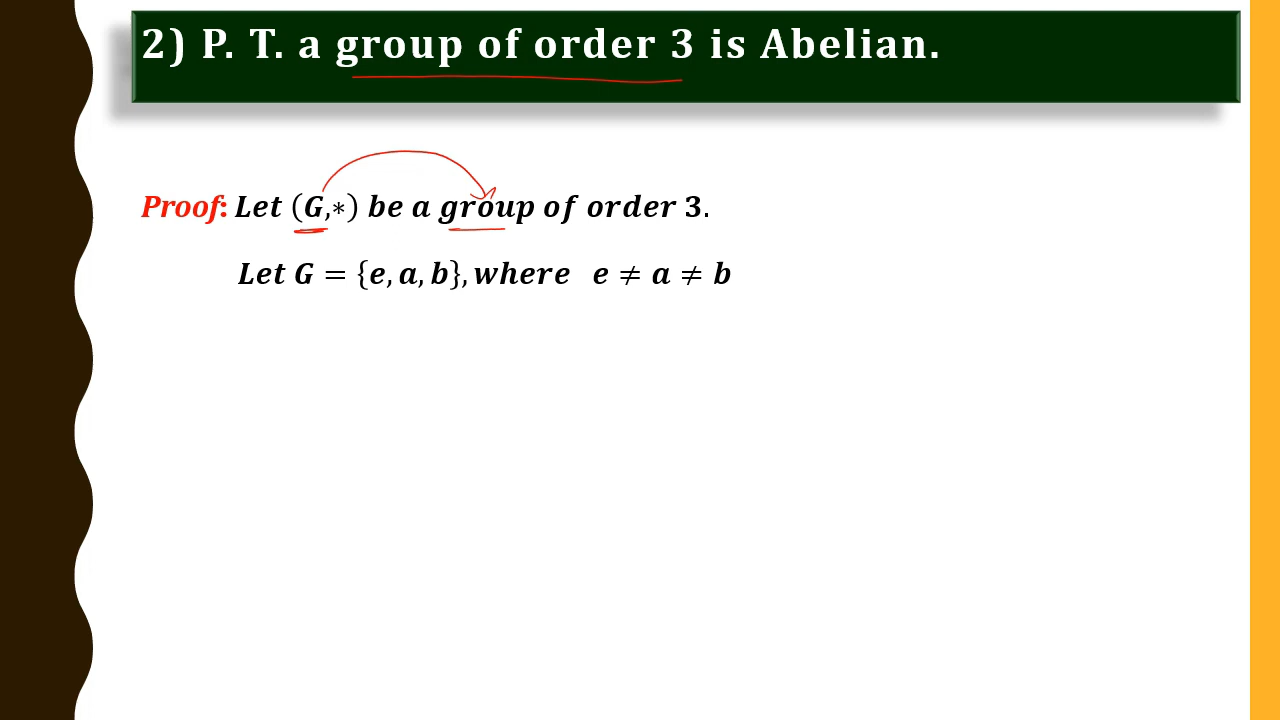 2) P. T. a group of order 3 is Abelian.
Proof: Let (G,∗) be a group of order 3.
Let G = {e, a, b}, where e ≠ a ≠ b